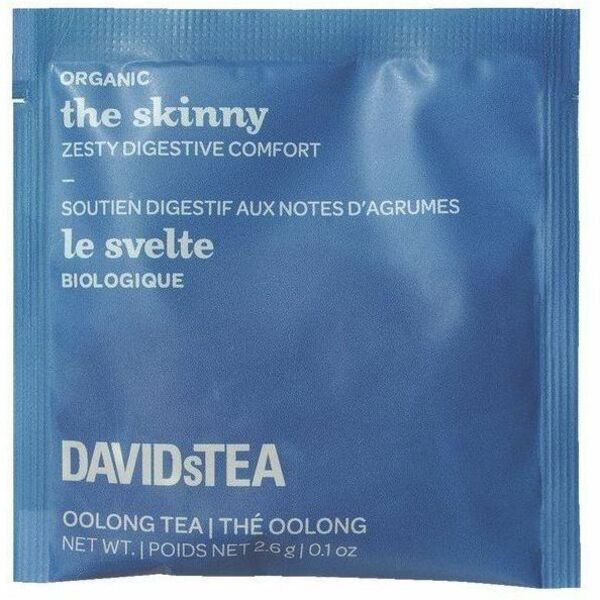 ORGANIC
the skinny
ZESTY DIGESTIVE COMFORT
–
SOUTIEN DIGESTIF AUX NOTES D'AGRUMES
le svelte
BIOLOGIQUE
DAVIDsTEA
OOLONG TEA | THÉ OOLONG
NET WT. | POIDS NET 2.6 g | 0.1 oz